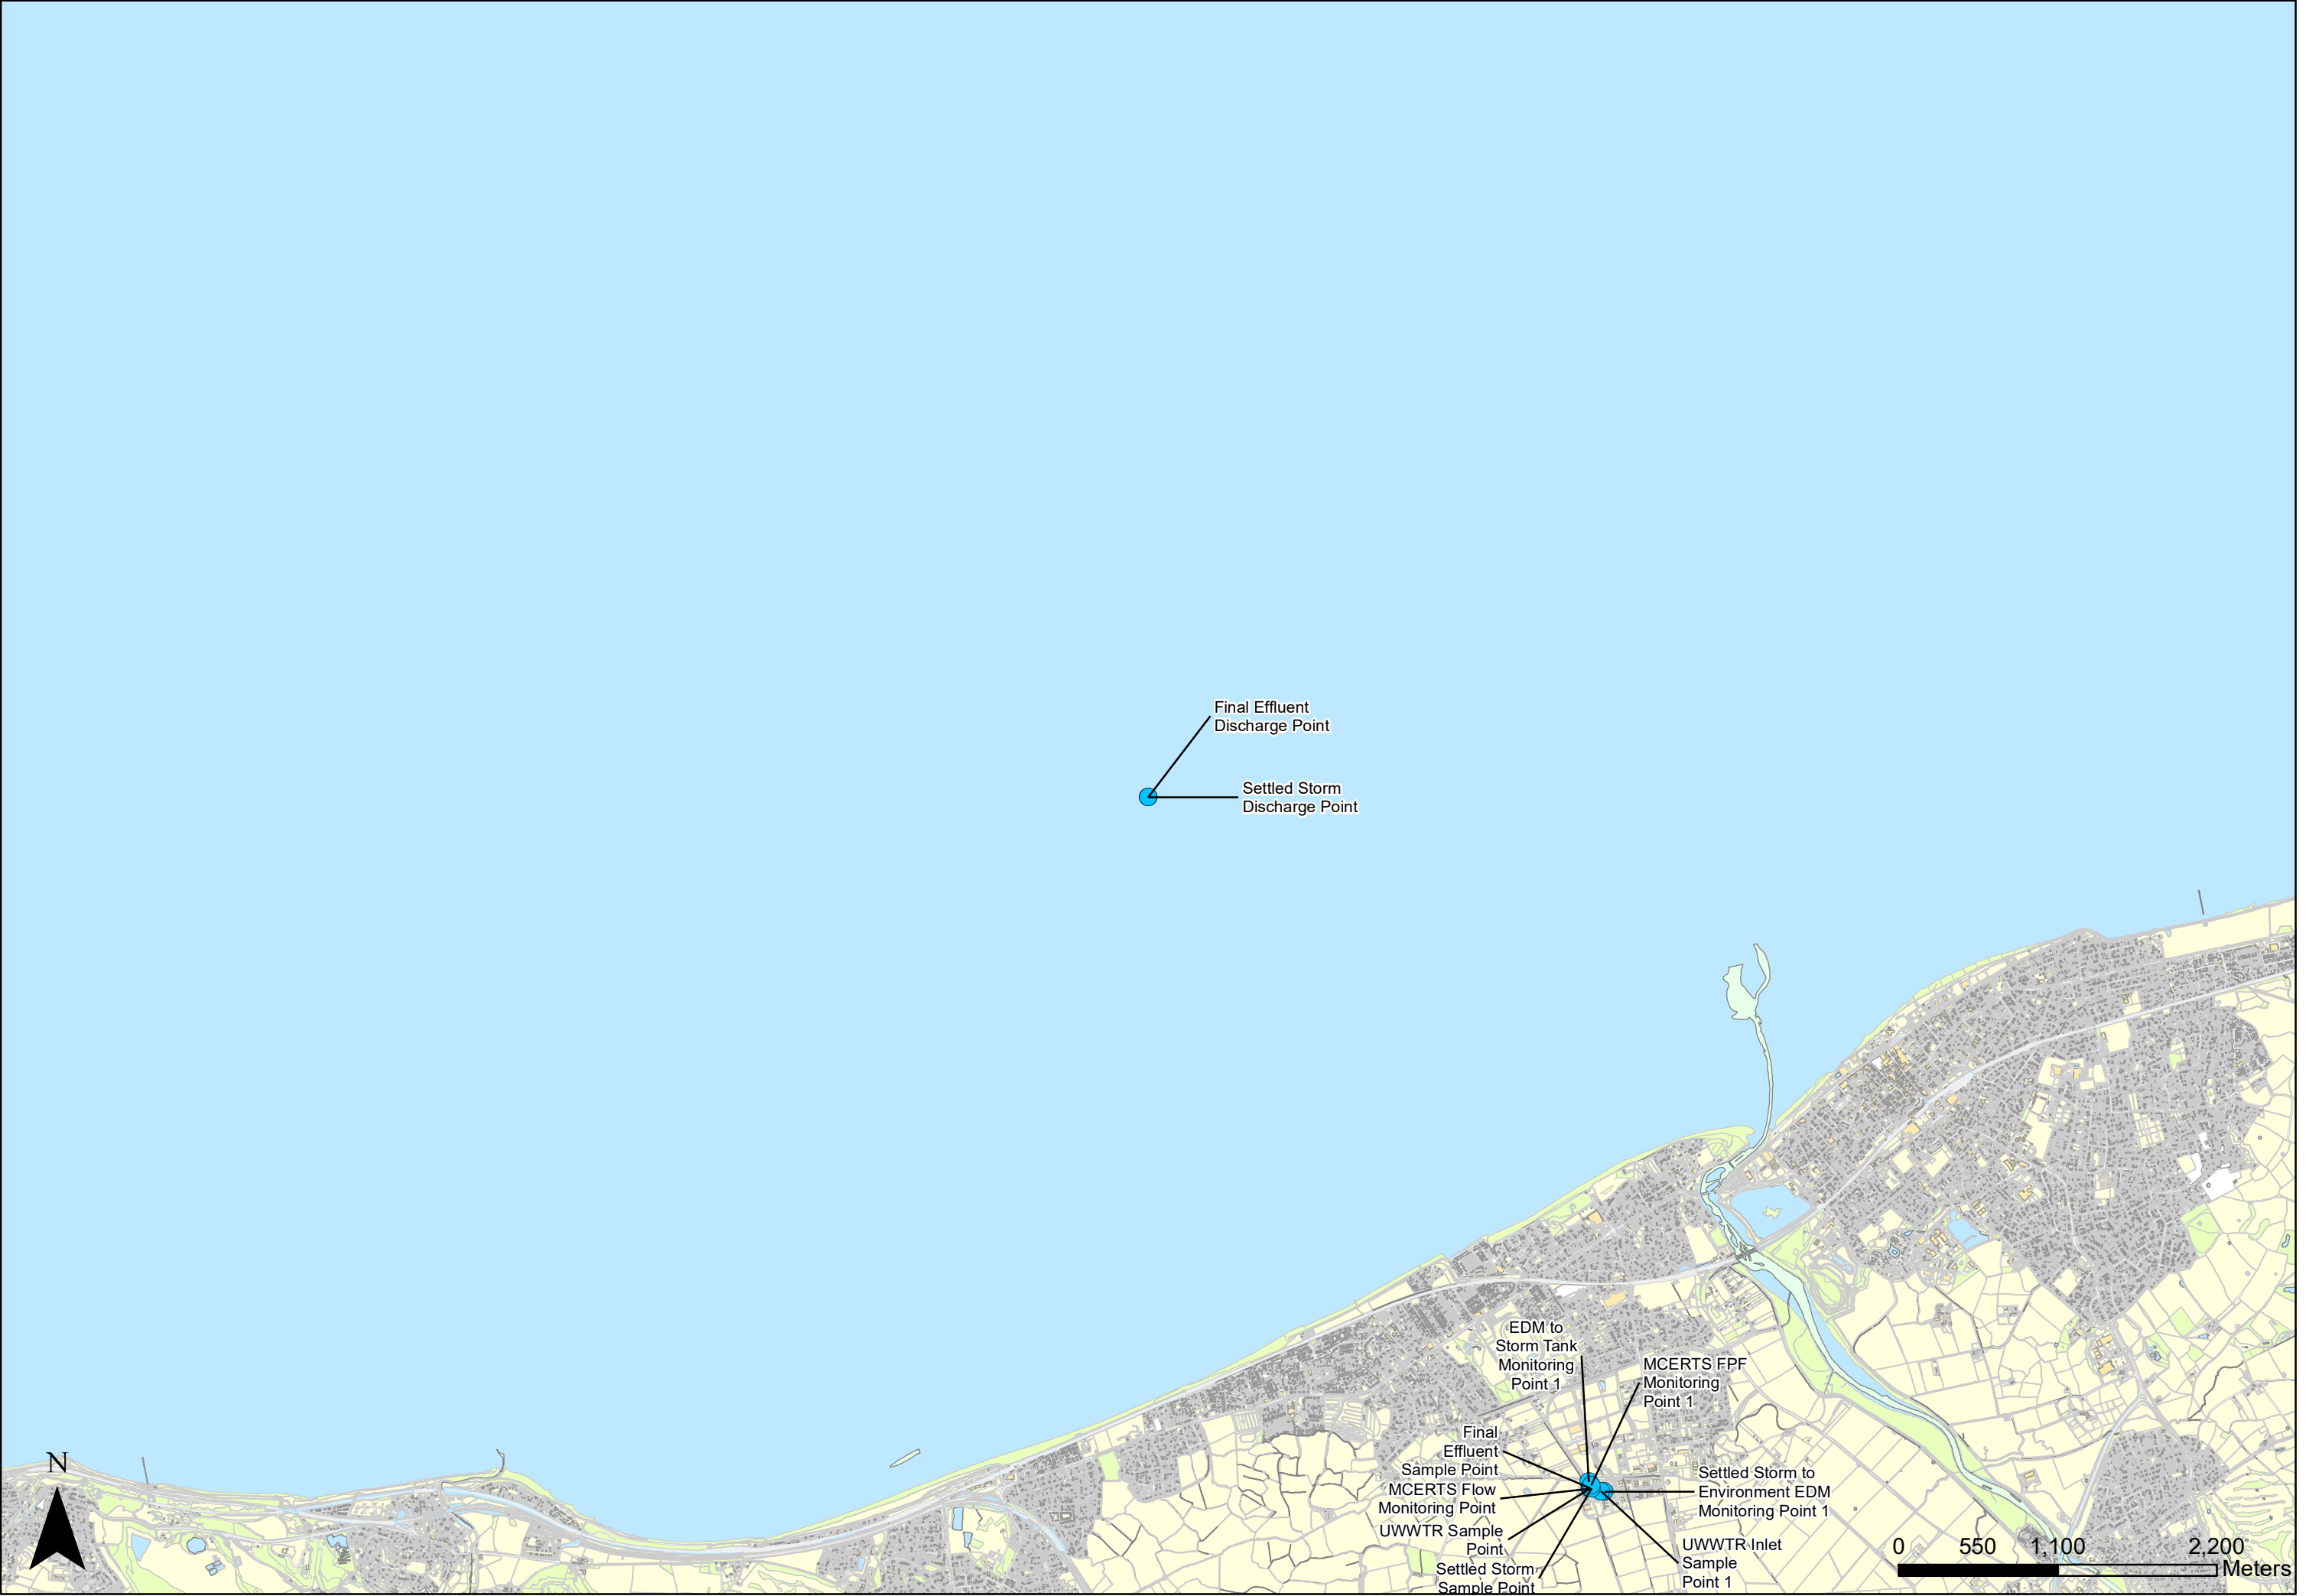 Final Effluent
Discharge Point
Settled Storm
Discharge Point
EDM to
Storm Tank
Monitoring
Point 1
MCERTS FPF
Monitoring
Point 1
Final
Effluent
Sample Point
MCERTS Flow
Monitoring Point
UWWTR Sample
Point
Settled Storm
Sample Point
Settled Storm to
Environment EDM
Monitoring Point 1
UWWTR Inlet
Sample
Point 1
N
0 550 1,100 2,200
Meters